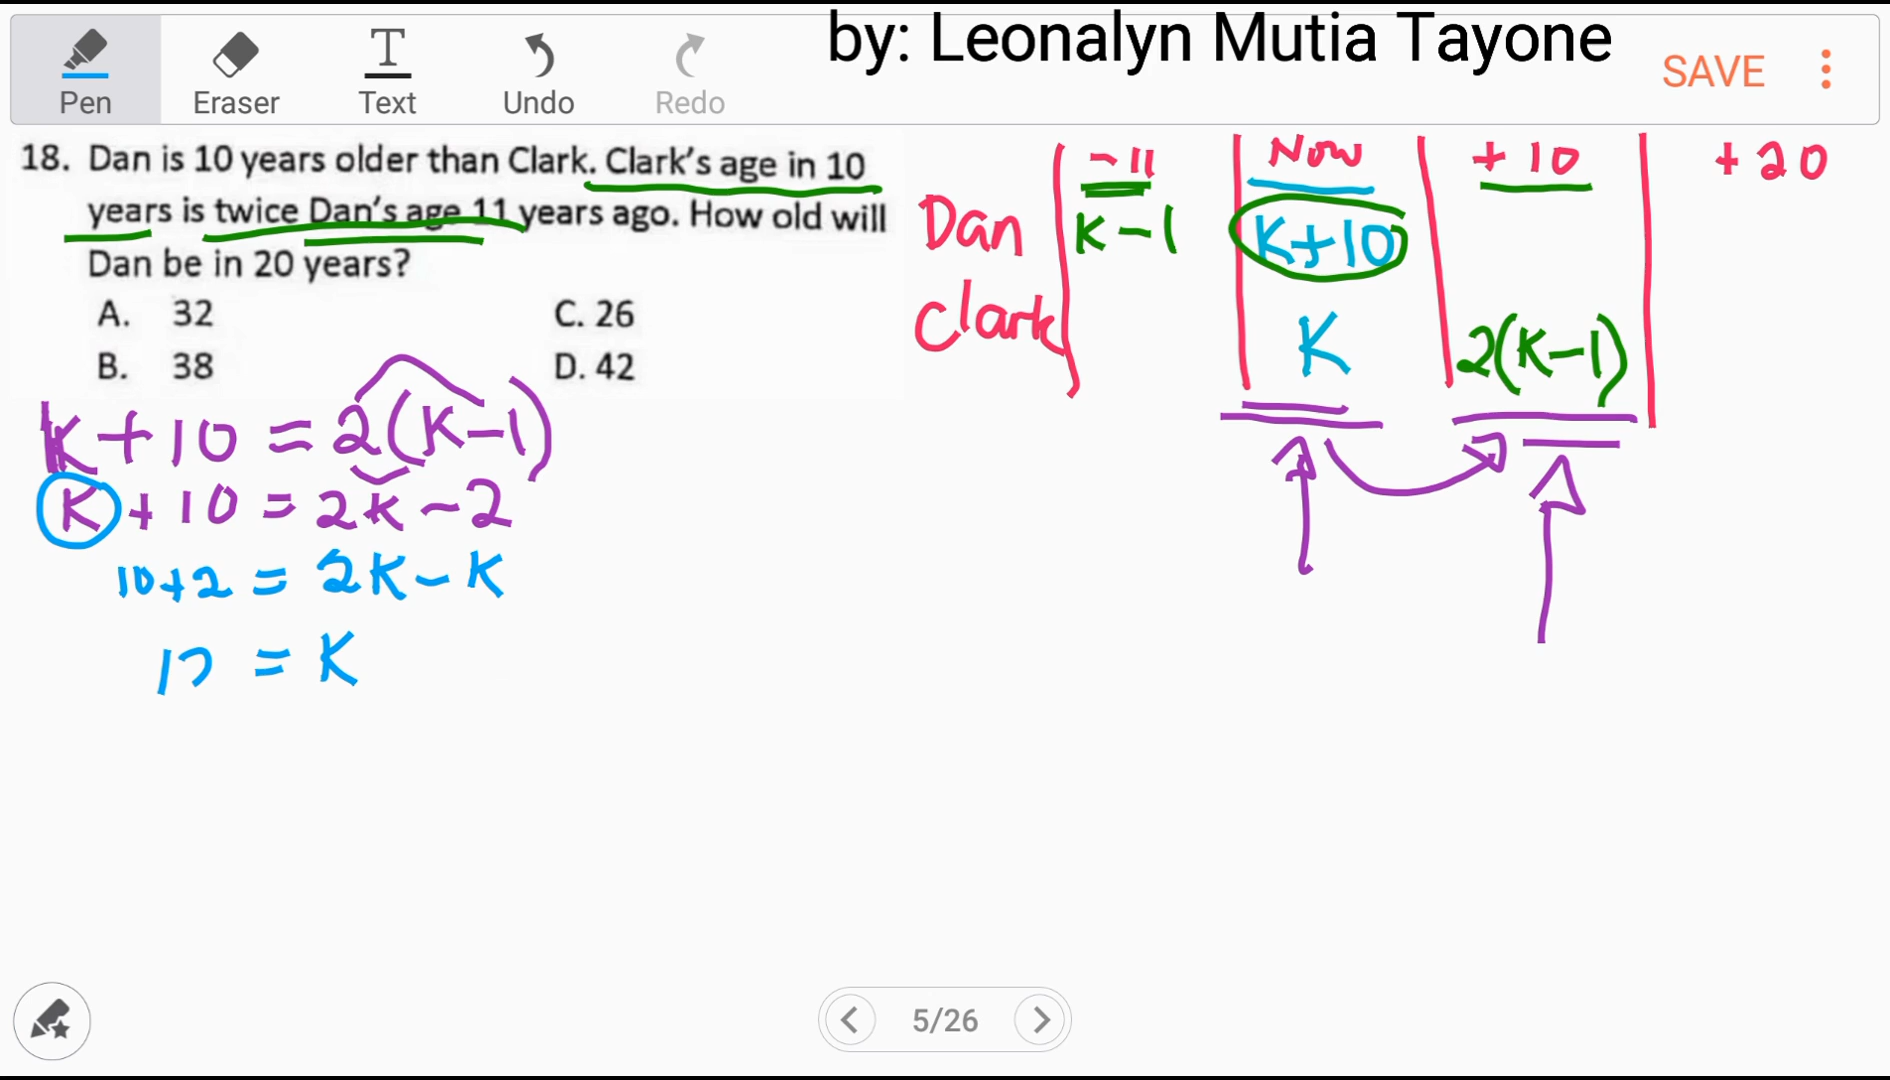 by: Leonalyn Mutia Tayone
Pen
Eraser
Text
Undo
Redo
SAVE
18. Dan is 10 years older than Clark. Clark's age in 10
years is twice Dan's age 11 years ago. How old will
Dan be in 20 years?
A. 32
C. 26
B. 38
D. 42
-11 Now +10 +20
Dan K-1 K+10
Clark K 2(K-1)
K+10 = 2(K-1)
K+10 = 2K-2
10+2 = 2K-K
12 = K
5/26